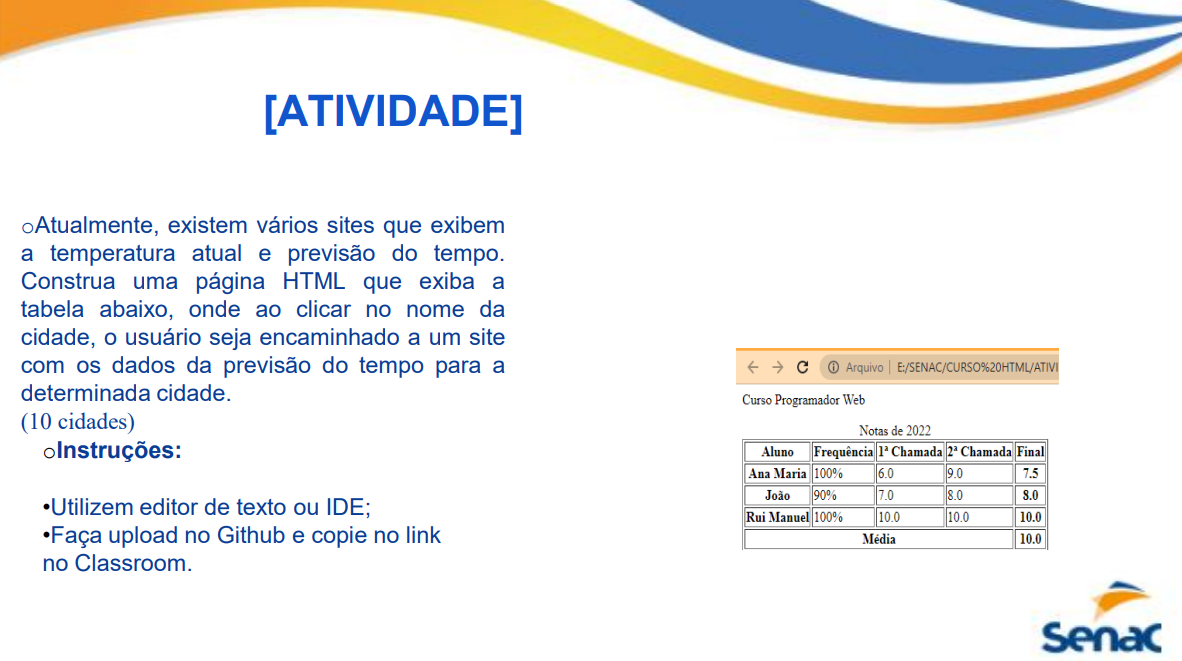 [ATIVIDADE]
oAtualmente, existem vários sites que exibem
a temperatura atual e previsão do tempo.
Construa uma página HTML que exiba a
tabela abaixo, onde ao clicar no nome da
cidade, o usuário seja encaminhado a um site
com os dados da previsão do tempo para a
determinada cidade.
(10 cidades)
oInstruções:
•Utilizem editor de texto ou IDE;
•Faça upload no Github e copie no link
no Classroom.
Arquivo | E:/SENAC/CURSO%20HTML/ATIVI
Curso Programador Web
Notas de 2022
Aluno Frequência 1ª Chamada 2ª Chamada Final
Ana Maria 100% 6.0 9.0 7.5
João 90% 7.0 8.0 8.0
Rui Manuel 100% 10.0 10.0 10.0
Média 10.0
Senac